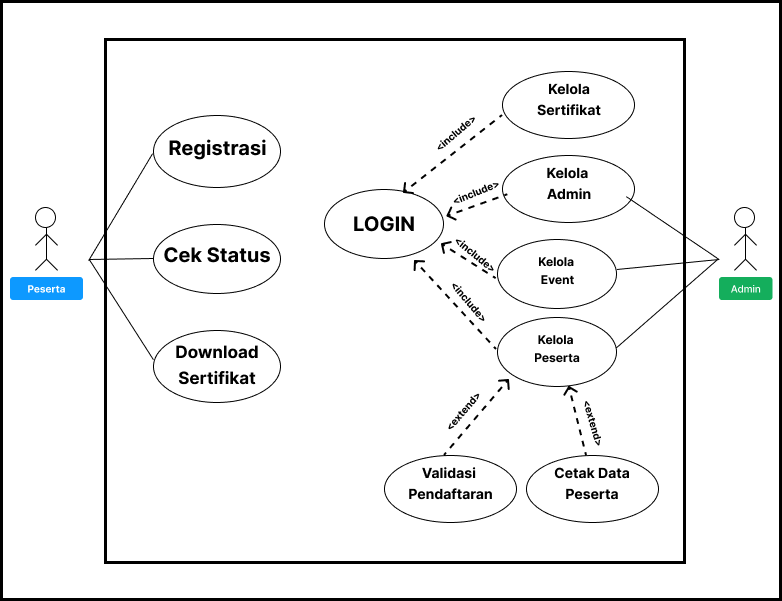 Peserta
Registrasi
Cek Status
Download
Sertifikat
LOGIN
<include>
<include>
<include>
<include>
Kelola
Sertifikat
Kelola
Admin
Kelola
Event
Kelola
Peserta
<extend>
<extend>
Validasi
Pendaftaran
Cetak Data
Peserta
Admin